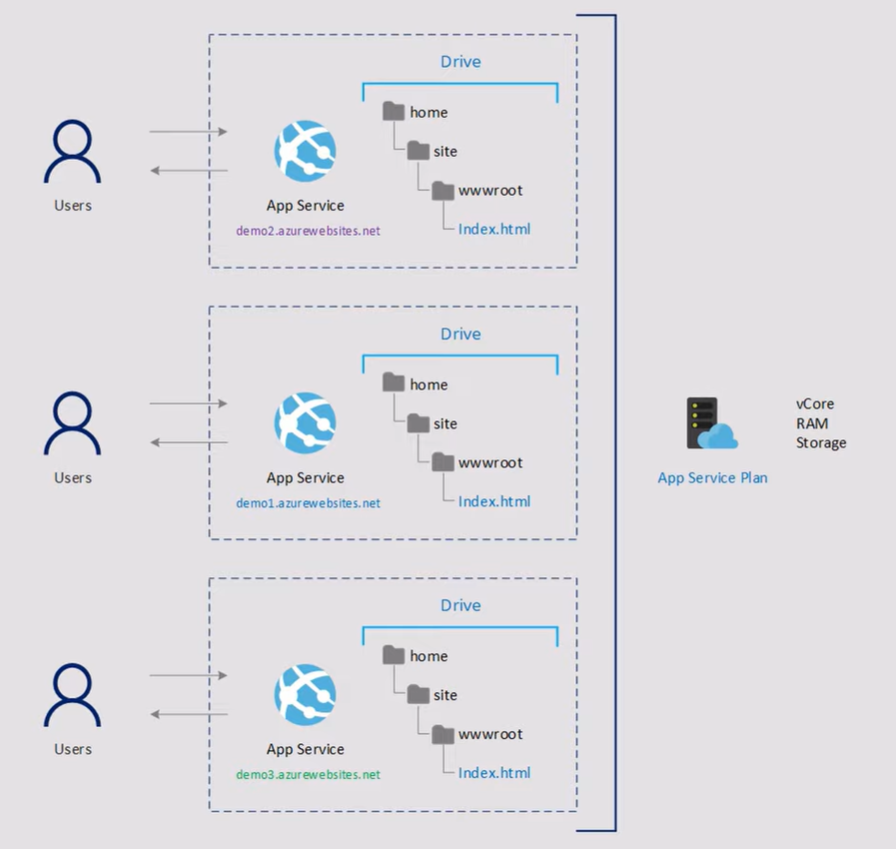 Drive
home
site
wwwroot
Index.html
Users
App Service
demo2.azurewebsites.net
Drive
home
site
wwwroot
Index.html
Users
App Service
demo1.azurewebsites.net
Drive
home
site
wwwroot
Index.html
Users
App Service
demo3.azurewebsites.net
App Service Plan
vCore
RAM
Storage